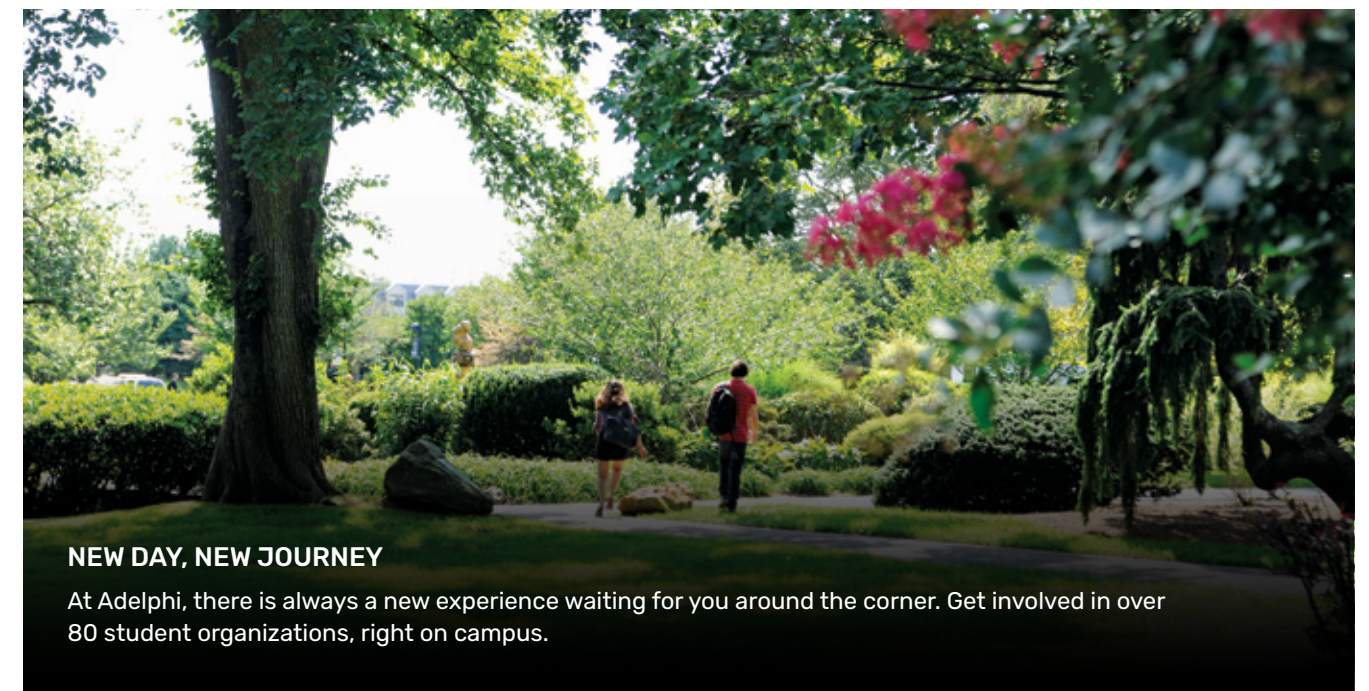 NEW DAY, NEW JOURNEY
At Adelphi, there is always a new experience waiting for you around the corner. Get involved in over
80 student organizations, right on campus.